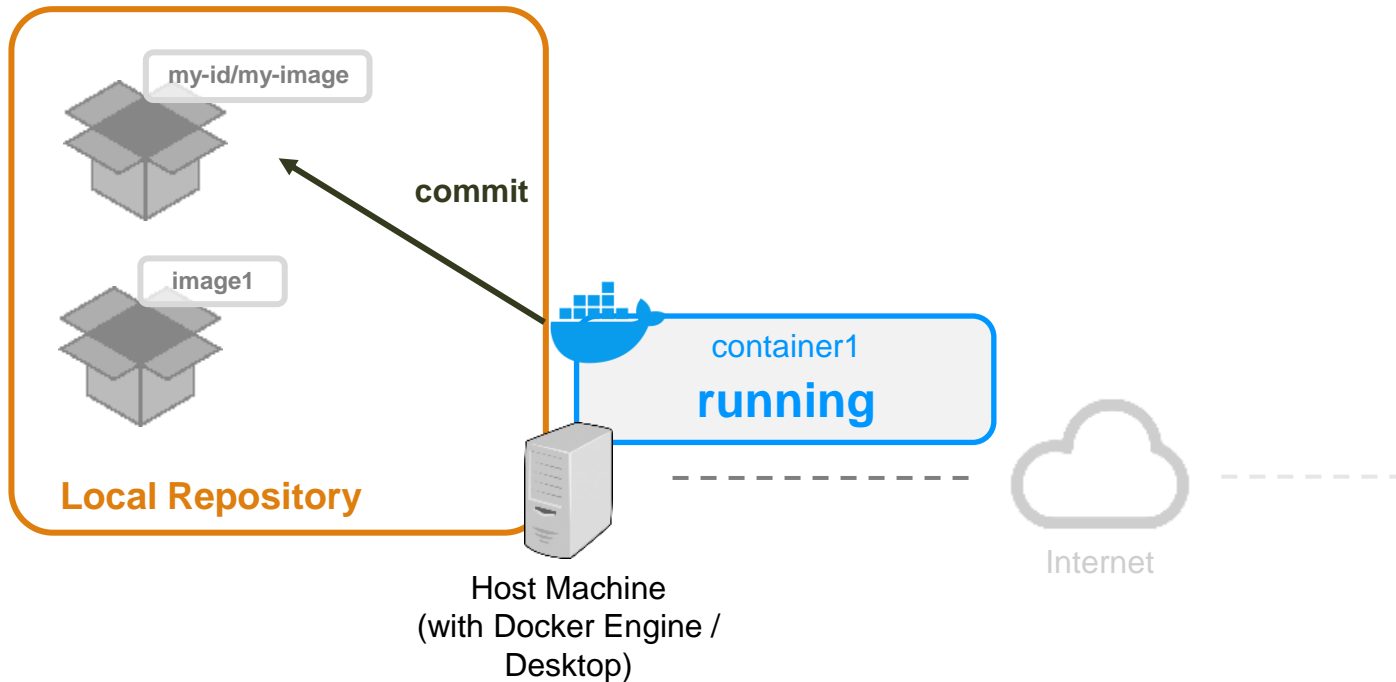 my-id/my-image
commit
image1
container1
running
Local Repository
Internet
Host Machine
(with Docker Engine /
Desktop)